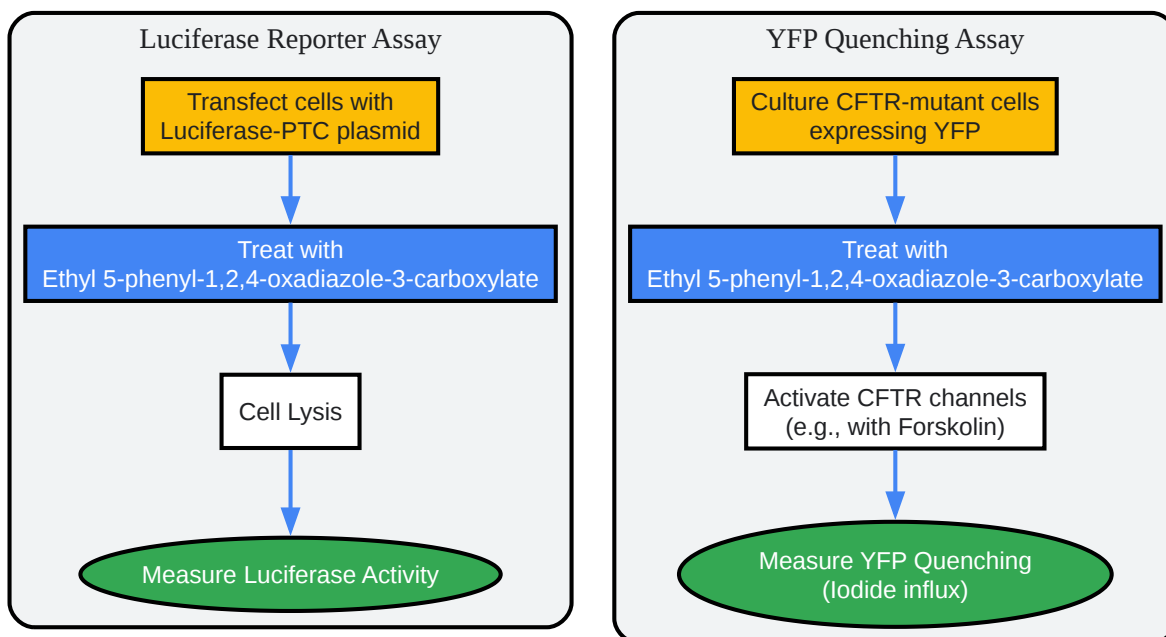 Luciferase Reporter Assay
Transfect cells with
Luciferase-PTC plasmid
Treat with
Ethyl 5-phenyl-1,2,4-oxadiazole-3-carboxylate
Cell Lysis
Measure Luciferase Activity
YFP Quenching Assay
Culture CFTR-mutant cells
expressing YFP
Treat with
Ethyl 5-phenyl-1,2,4-oxadiazole-3-carboxylate
Activate CFTR channels
(e.g., with Forskolin)
Measure YFP Quenching
(Iodide influx)